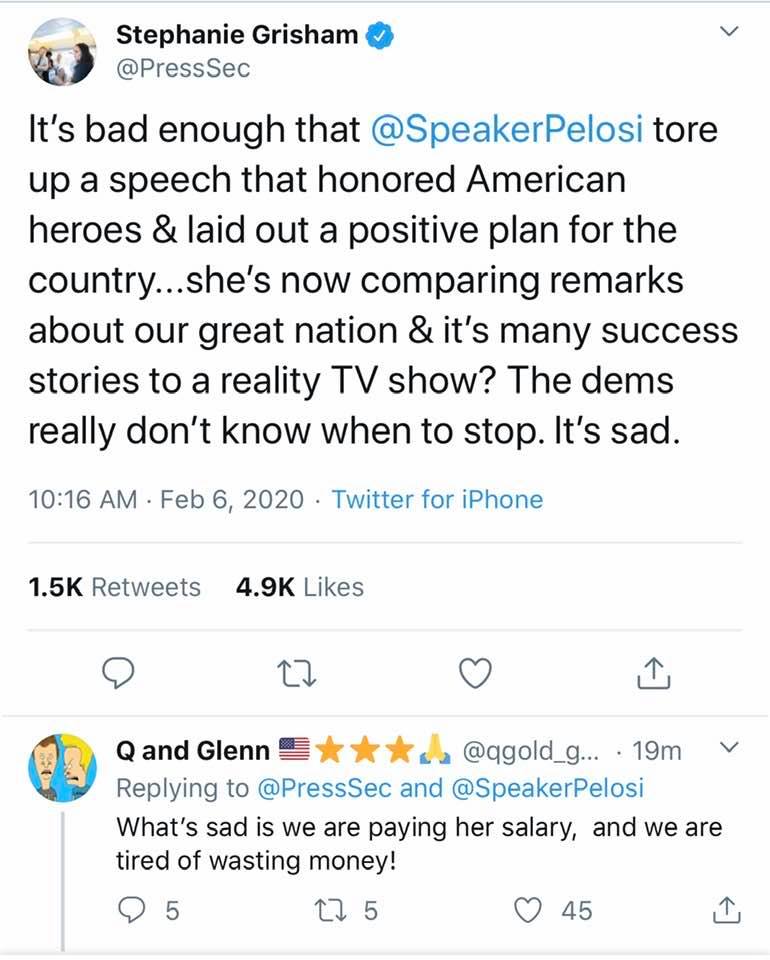 Stephanie Grisham
@PressSec
It's bad enough that @SpeakerPelosi tore
up a speech that honored American
heroes & laid out a positive plan for the
country...she's now comparing remarks
about our great nation & it's many success
stories to a reality TV show? The dems
really don't know when to stop. It's sad.
10:16 AM · Feb 6, 2020 · Twitter for iPhone
1.5K Retweets 4.9K Likes
Q and Glenn 🇺🇸⭐⭐⭐🙏 @qgold_g... · 19m
Replying to @PressSec and @SpeakerPelosi
What's sad is we are paying her salary, and we are
tired of wasting money!
5 5 45